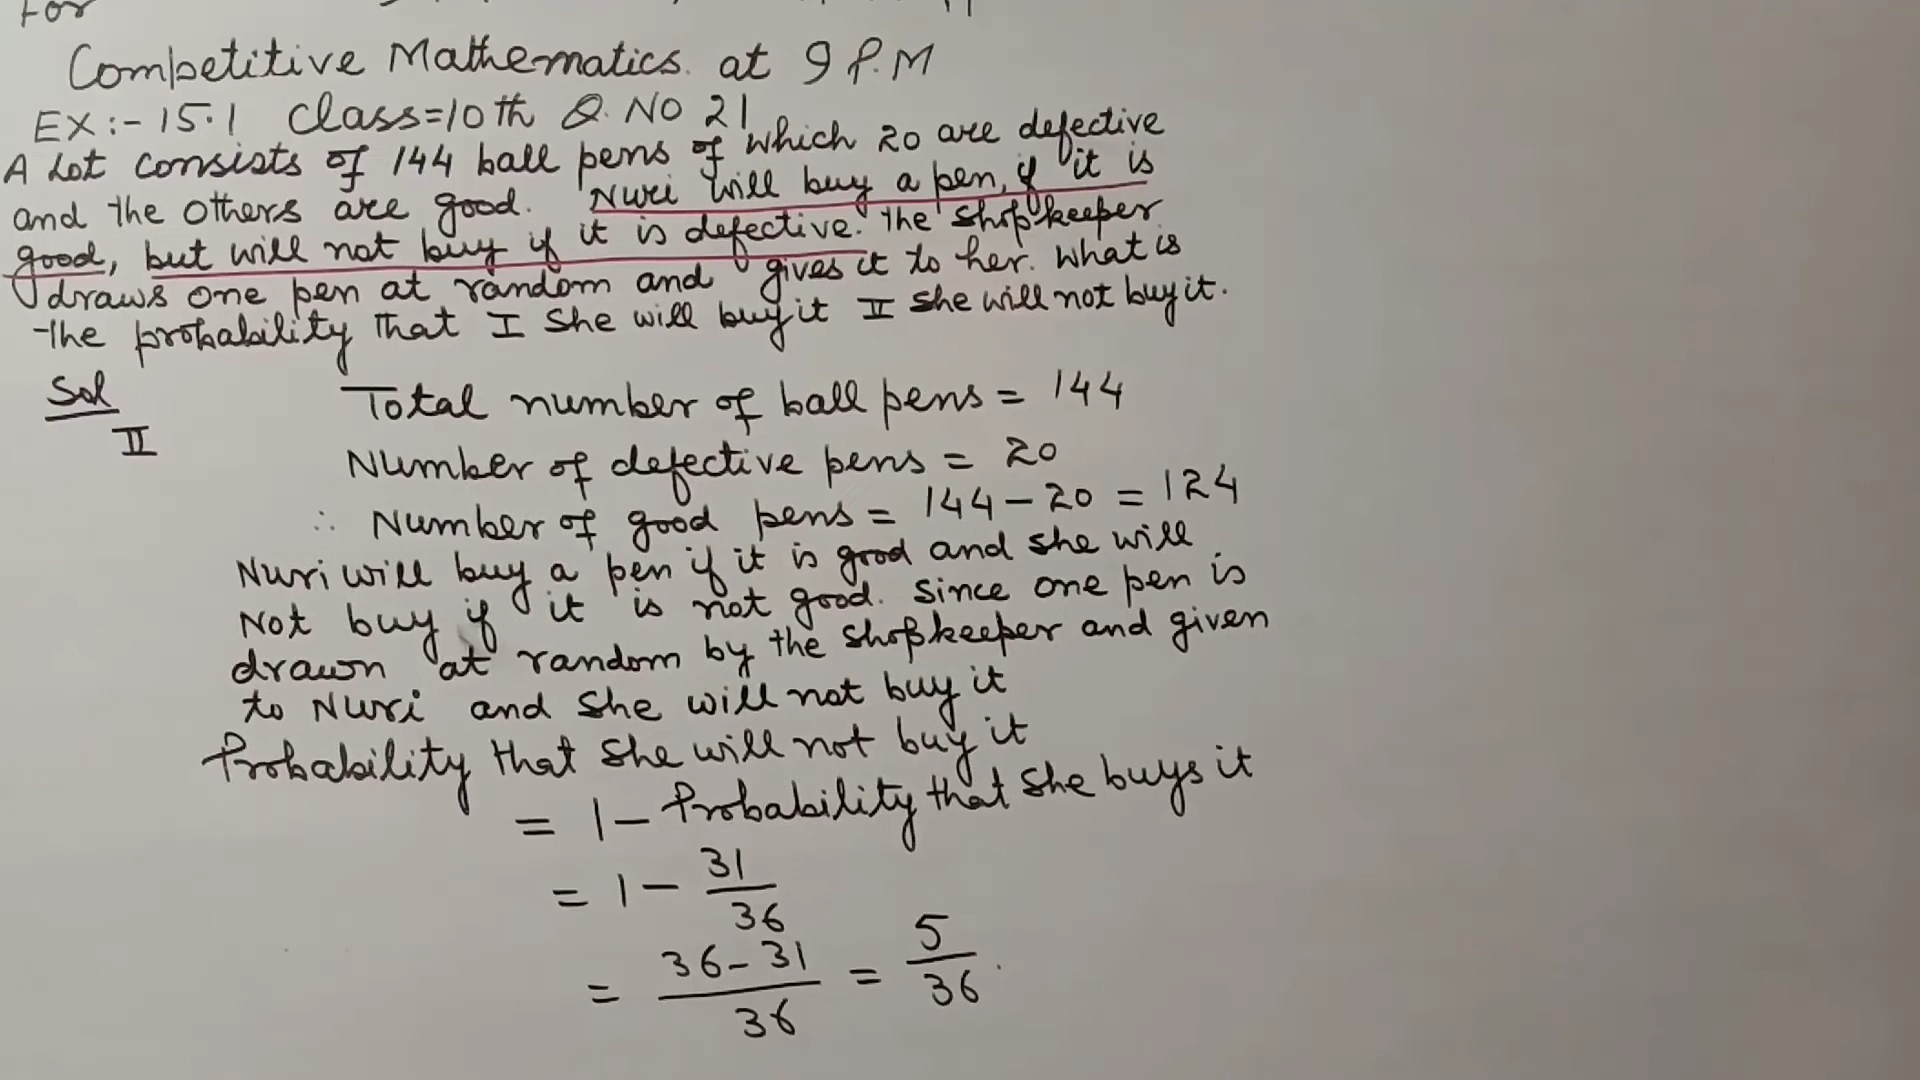 For
Competitive Mathematics. at 9 P.M
EX:- 15.1 Class=10th Q. NO 21
A Lot consists of 144 ball pens of which 20 are defective
and the others are good. Nuri will buy a pen, if it is
good, but will not buy if it is defective. The shopkeeper
draws one pen at random and gives it to her. What is
the probability that I She will buy it II she will not buy it.
Sol
II
Total number of ball pens = 144
Number of defective pens = 20
∴ Number of good pens = 144 - 20 = 124
Nuri will buy a pen if it is good and she will
Not buy if it is not good. Since one pen is
drawn at random by the shopkeeper and given
to Nuri and She will not buy it
Probability that She will not buy it
= 1 - Probability that She buys it
= 1 - 31/36
= 36-31/36 = 5/36.